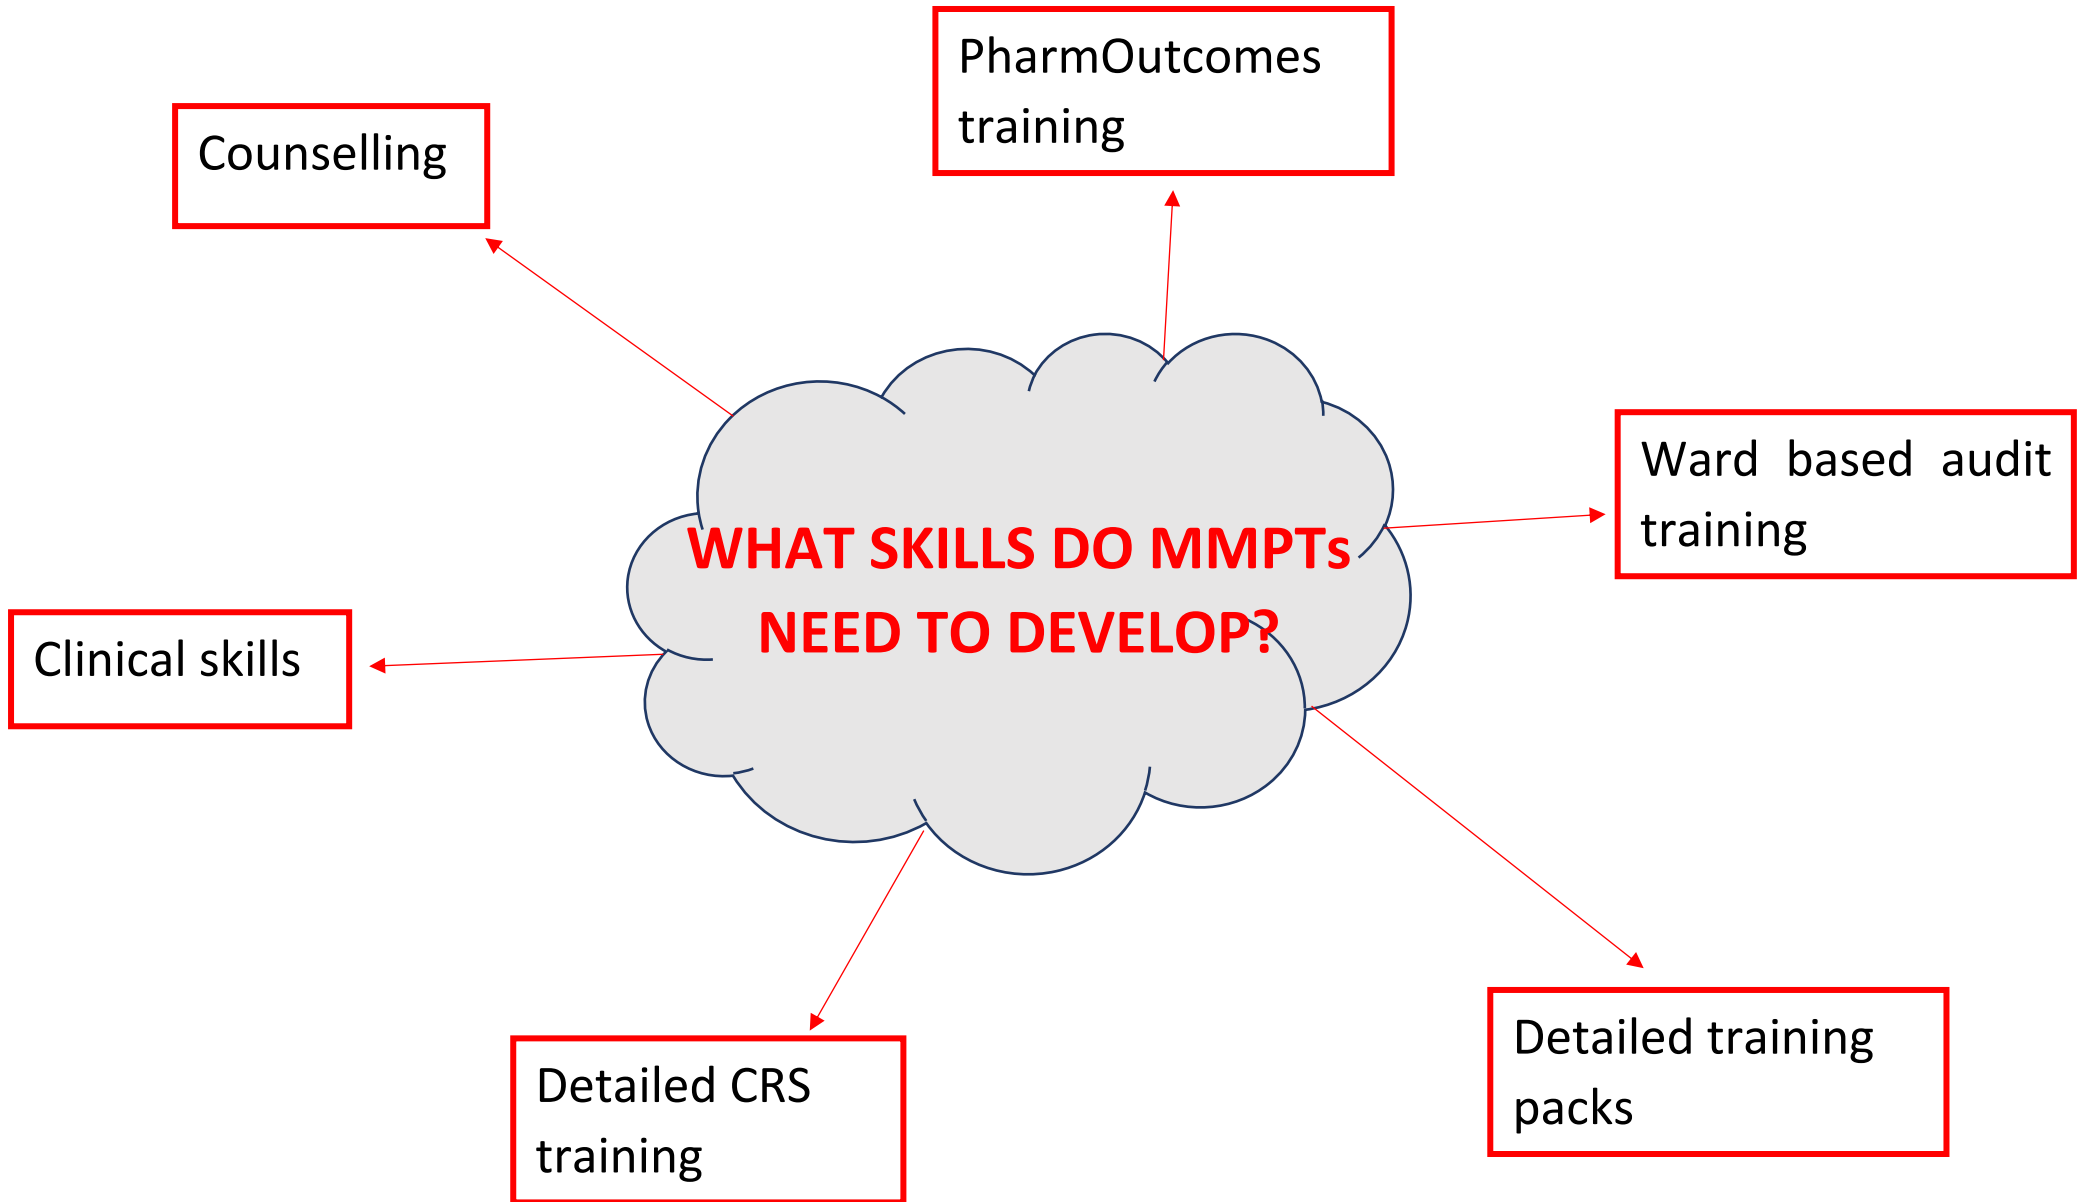 PharmOutcomes
training
Counselling
Ward based audit
training
WHAT SKILLS DO MMPTs
NEED TO DEVELOP?
Clinical skills
Detailed training
packs
Detailed CRS
training